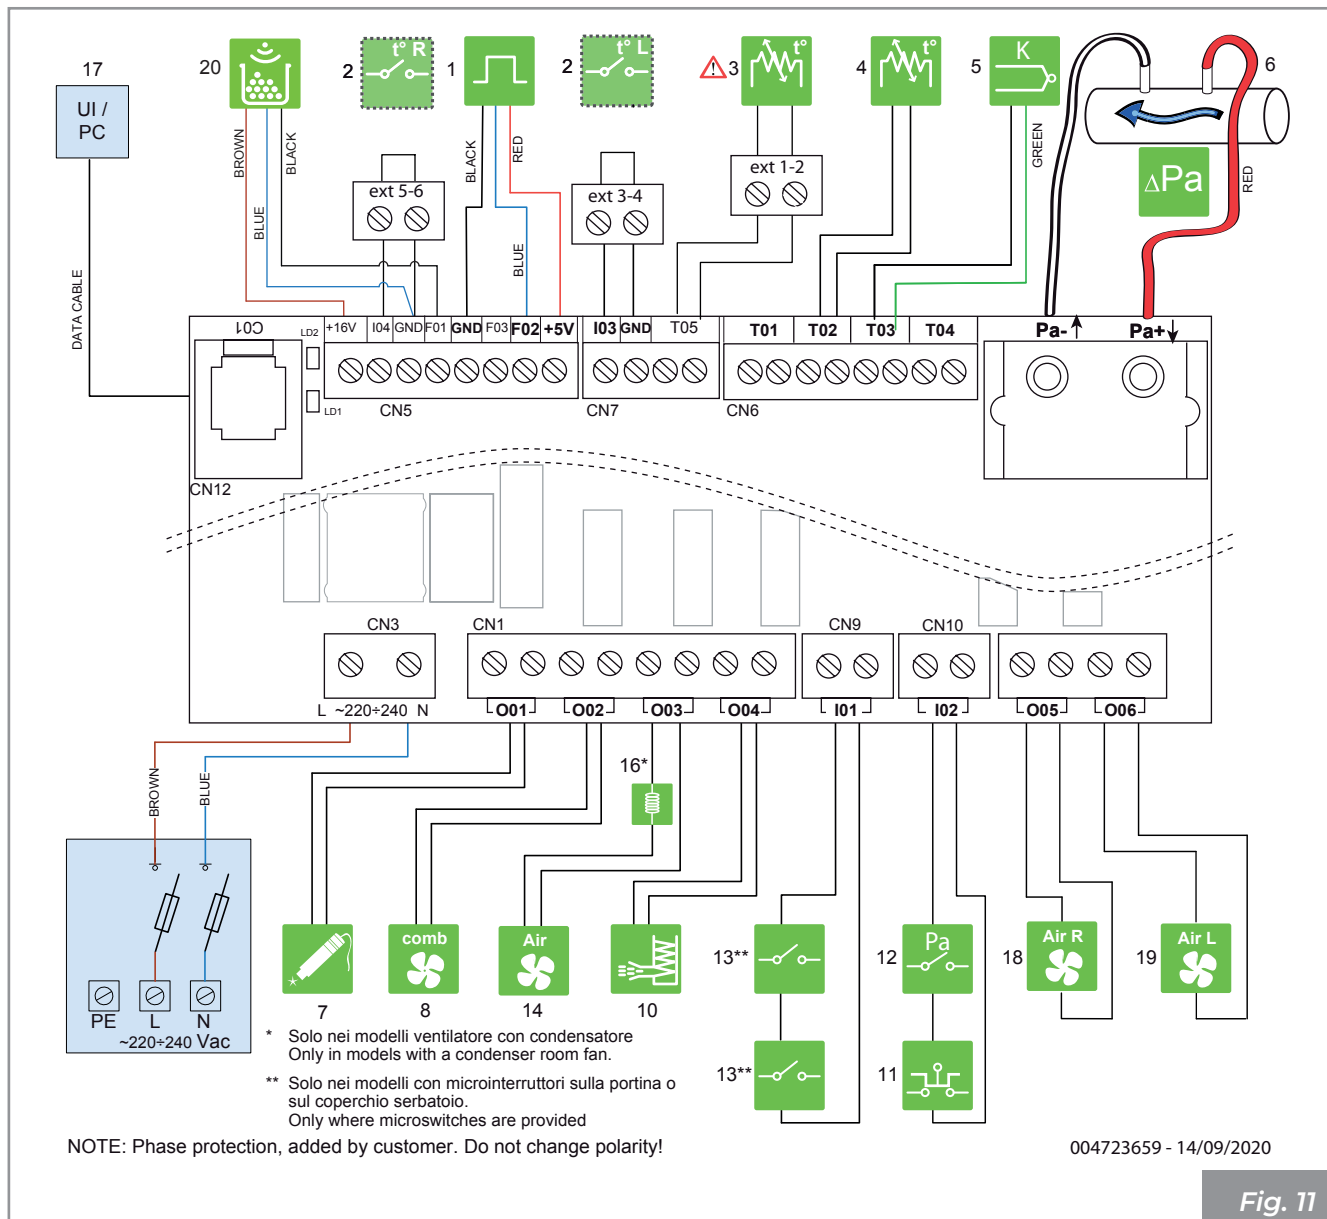 17
UI /
PC
20
2
t° R
1
2
t° L
3
t°
4
t°
5
K
6
ΔPa
BROWN
BLUE
BLACK
BLACK
RED
BLUE
GREEN
RED
DATA CABLE
ext 5-6
ext 3-4
ext 1-2
C01
LD2
LD1
+16V
I04
GND
F01
GND
F03
F02
+5V
I03
GND
T05
T01
T02
T03
T04
Pa-
Pa+
CN5
CN7
CN6
CN12
CN3
CN1
CN9
CN10
L ~220÷240 N
O01
O02
O03
O04
I01
I02
O05
O06
BROWN
BLUE
16*
comb
Air
13**
12
Pa
18
Air R
19
Air L
7
8
14
10
PE
L
N
~220÷240 Vac
13**
11
* Solo nei modelli ventilatore con condensatore
Only in models with a condenser room fan.
** Solo nei modelli con microinterruttori sulla portina o
sul coperchio serbatoio.
Only where microswitches are provided
NOTE: Phase protection, added by customer. Do not change polarity!
004723659 - 14/09/2020
Fig. 11